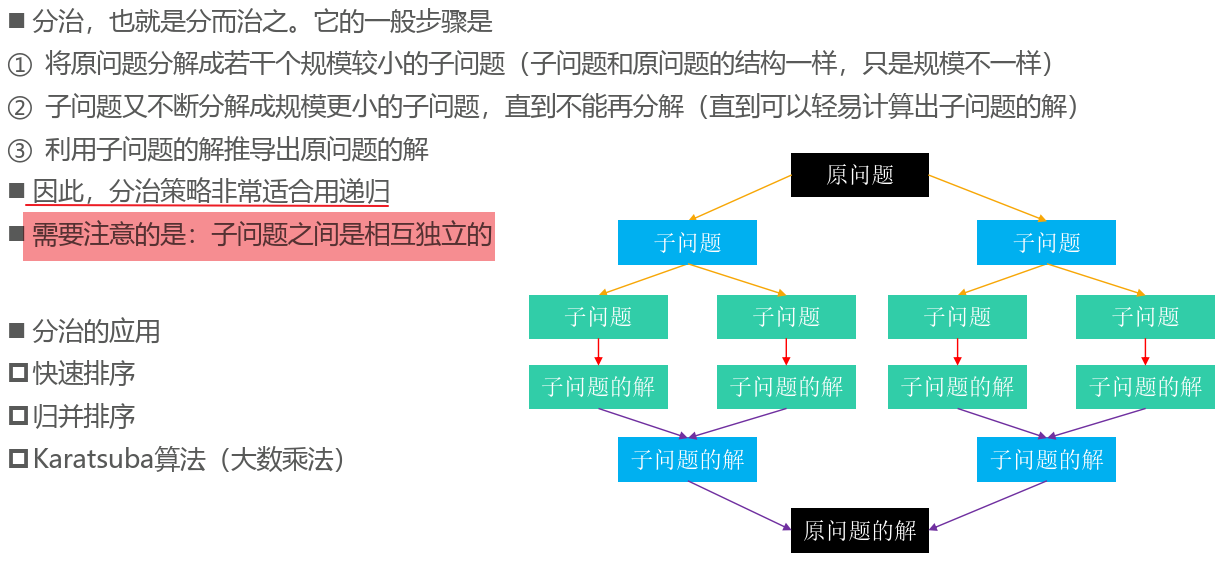 ■ 分治，也就是分而治之。它的一般步骤是
① 将原问题分解成若干个规模较小的子问题（子问题和原问题的结构一样，只是规模不一样）
② 子问题又不断分解成规模更小的子问题，直到不能再分解（直到可以轻易计算出子问题的解）
③ 利用子问题的解推导出原问题的解
■ 因此，分治策略非常适合用递归
■ 需要注意的是：子问题之间是相互独立的
■ 分治的应用
快速排序
归并排序
Karatsuba算法（大数乘法）
原问题
子问题
子问题
子问题
子问题
子问题
子问题
子问题的解
子问题的解
子问题的解
子问题的解
子问题的解
子问题的解
原问题的解